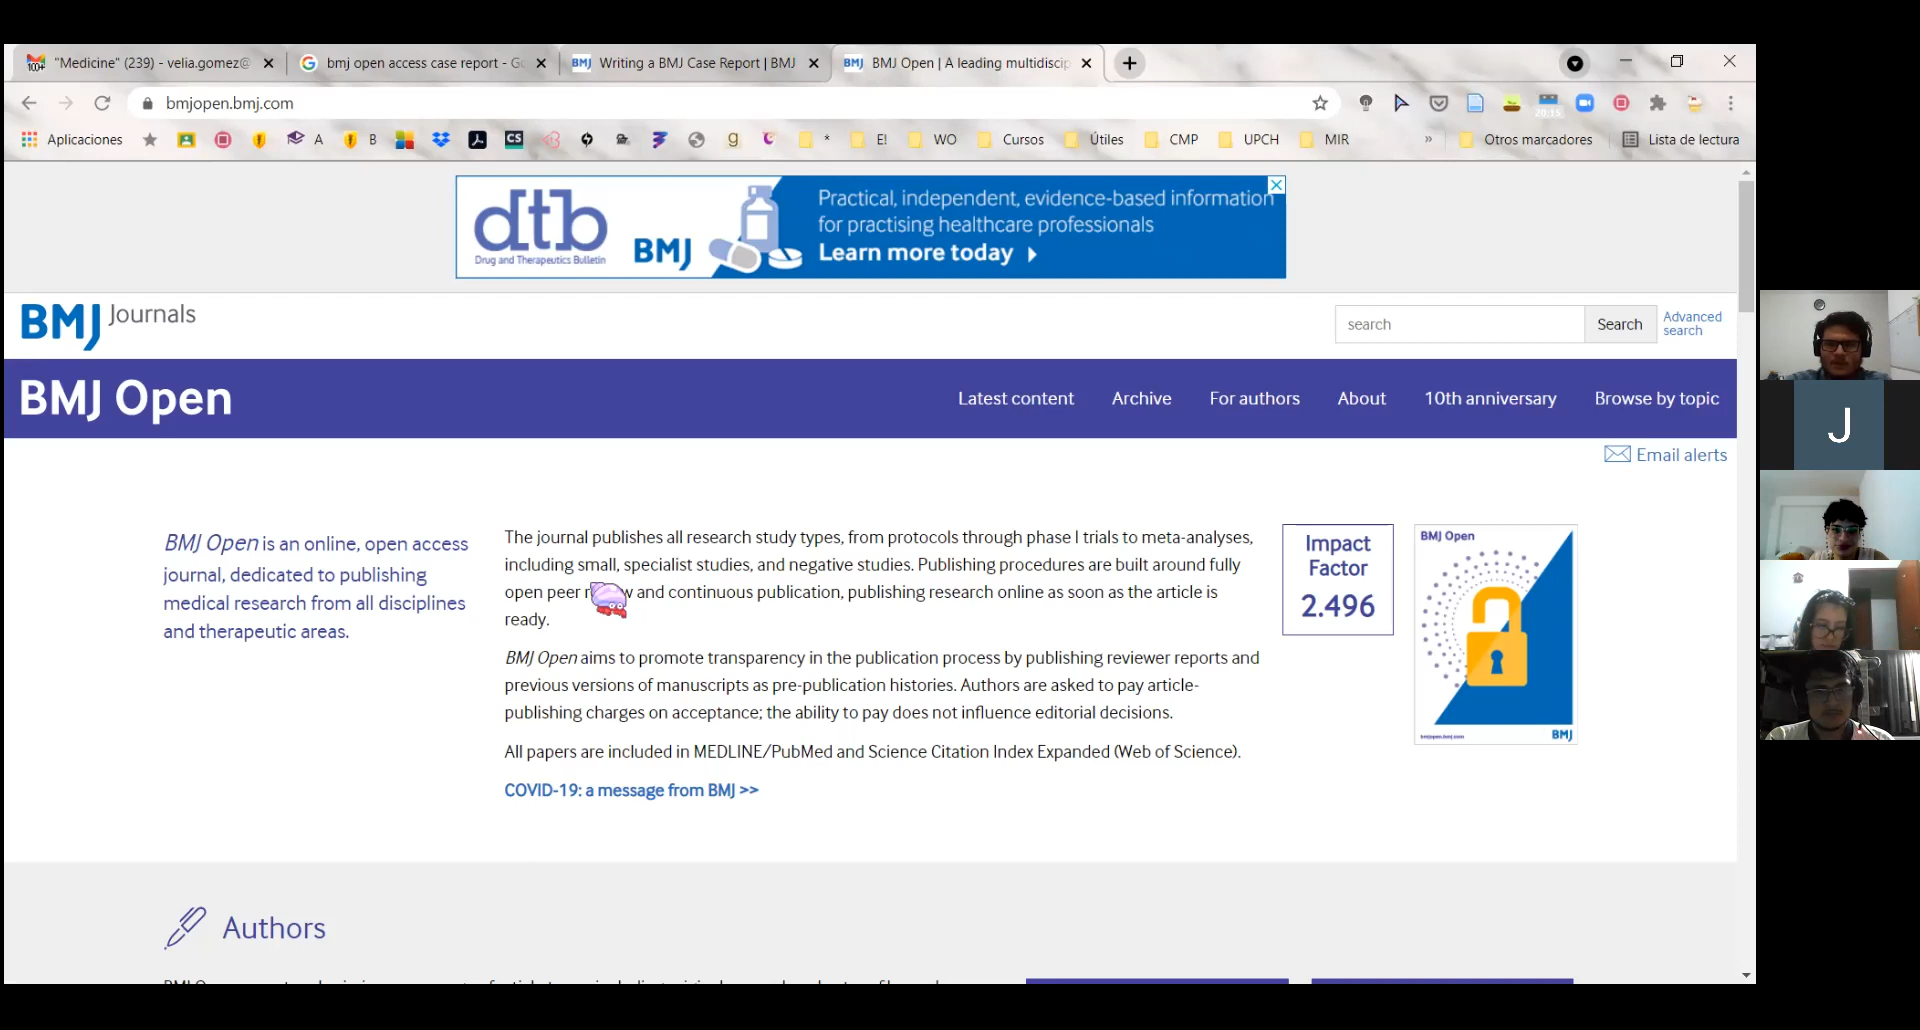 "Medicine" (239) - velia.gomez@
bmj open access case report - Go
BMJ Writing a BMJ Case Report | BMJ
BMJ BMJ Open | A leading multidiscip
bmjopen.bmj.com
20:15
Aplicaciones
A
B
CS
g
*
E!
WO
Cursos
Útiles
CMP
UPCH
MIR
»
Otros marcadores
Lista de lectura
dtb
Drug and Therapeutics Bulletin
BMJ
Practical, independent, evidence-based information
for practising healthcare professionals
Learn more today
BMJ Journals
search
Search
Advanced
search
BMJ Open
Latest content
Archive
For authors
About
10th anniversary
Browse by topic
Email alerts
BMJ Open is an online, open access
journal, dedicated to publishing
medical research from all disciplines
and therapeutic areas.
The journal publishes all research study types, from protocols through phase I trials to meta-analyses,
including small, specialist studies, and negative studies. Publishing procedures are built around fully
open peer r w and continuous publication, publishing research online as soon as the article is
ready.
BMJ Open aims to promote transparency in the publication process by publishing reviewer reports and
previous versions of manuscripts as pre-publication histories. Authors are asked to pay article-
publishing charges on acceptance; the ability to pay does not influence editorial decisions.
All papers are included in MEDLINE/PubMed and Science Citation Index Expanded (Web of Science).
COVID-19: a message from BMJ >>
Impact
Factor
2.496
BMJ Open
bmjopen.bmj.com
BMJ
J
Authors